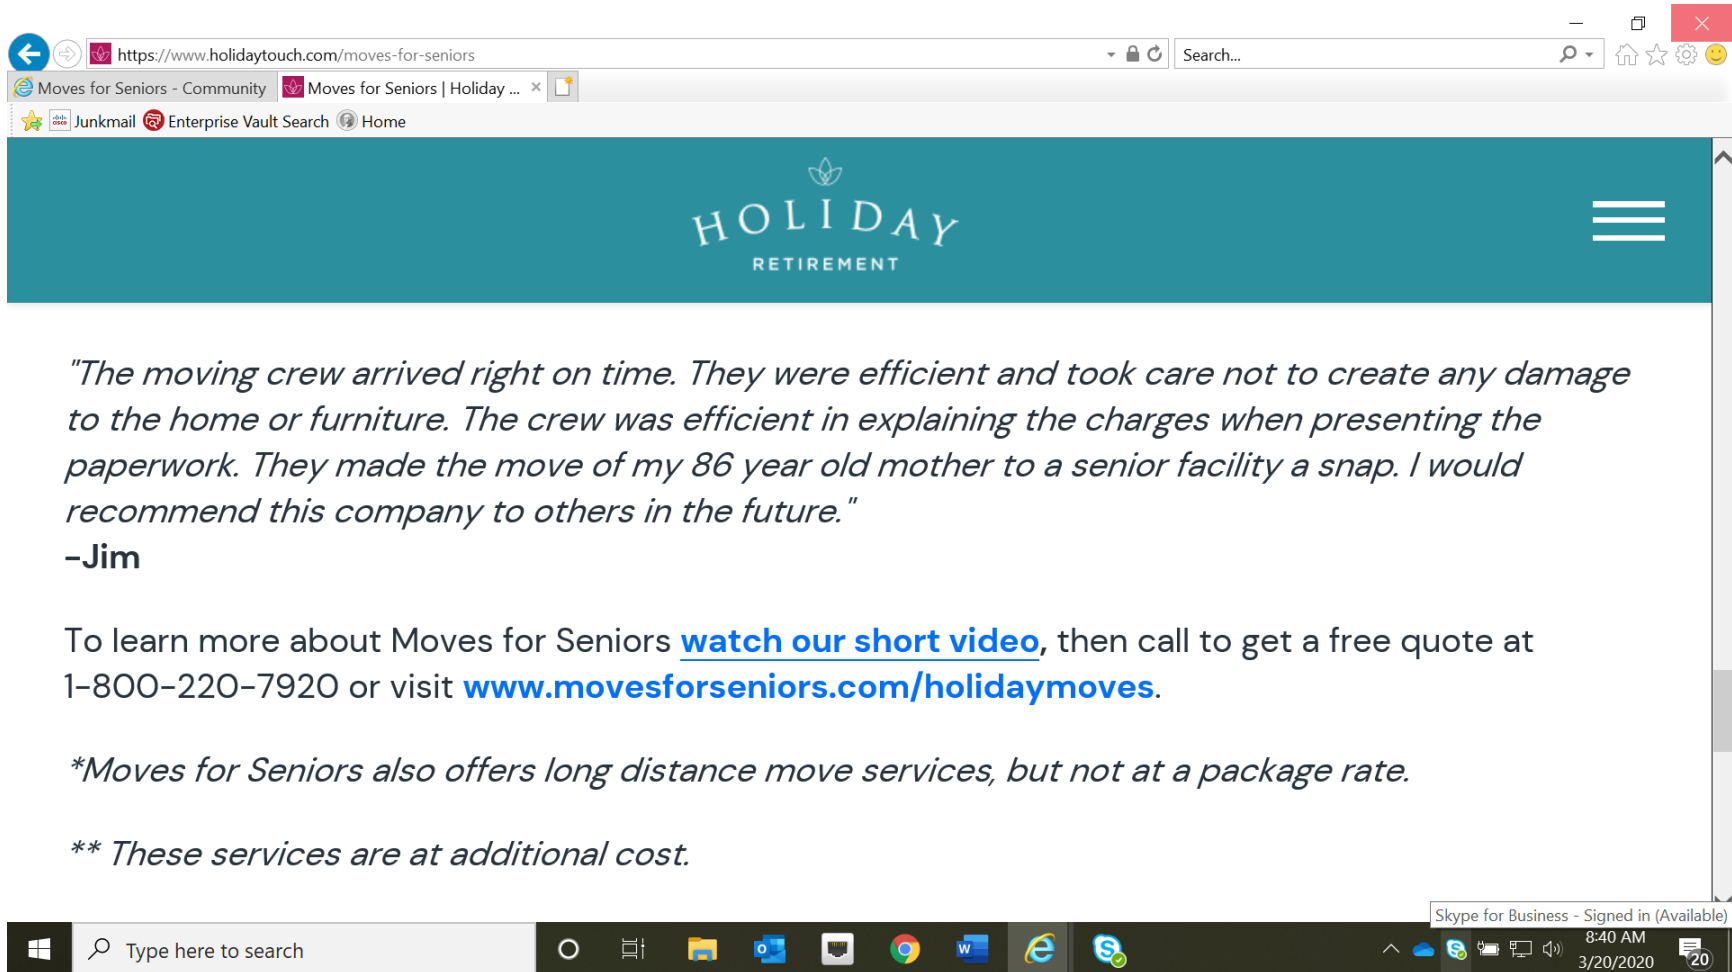 https://www.holidaytouch.com/moves-for-seniors
Search...
Moves for Seniors - Community
Moves for Seniors | Holiday ...
Junkmail
Enterprise Vault Search
Home
HOLIDAY
RETIREMENT
"The moving crew arrived right on time. They were efficient and took care not to create any damage
to the home or furniture. The crew was efficient in explaining the charges when presenting the
paperwork. They made the move of my 86 year old mother to a senior facility a snap. I would
recommend this company to others in the future."
-Jim
To learn more about Moves for Seniors watch our short video, then call to get a free quote at
1-800-220-7920 or visit www.movesforseniors.com/holidaymoves.
*Moves for Seniors also offers long distance move services, but not at a package rate.
** These services are at additional cost.
Skype for Business - Signed in (Available)
Type here to search
8:40 AM
3/20/2020
20